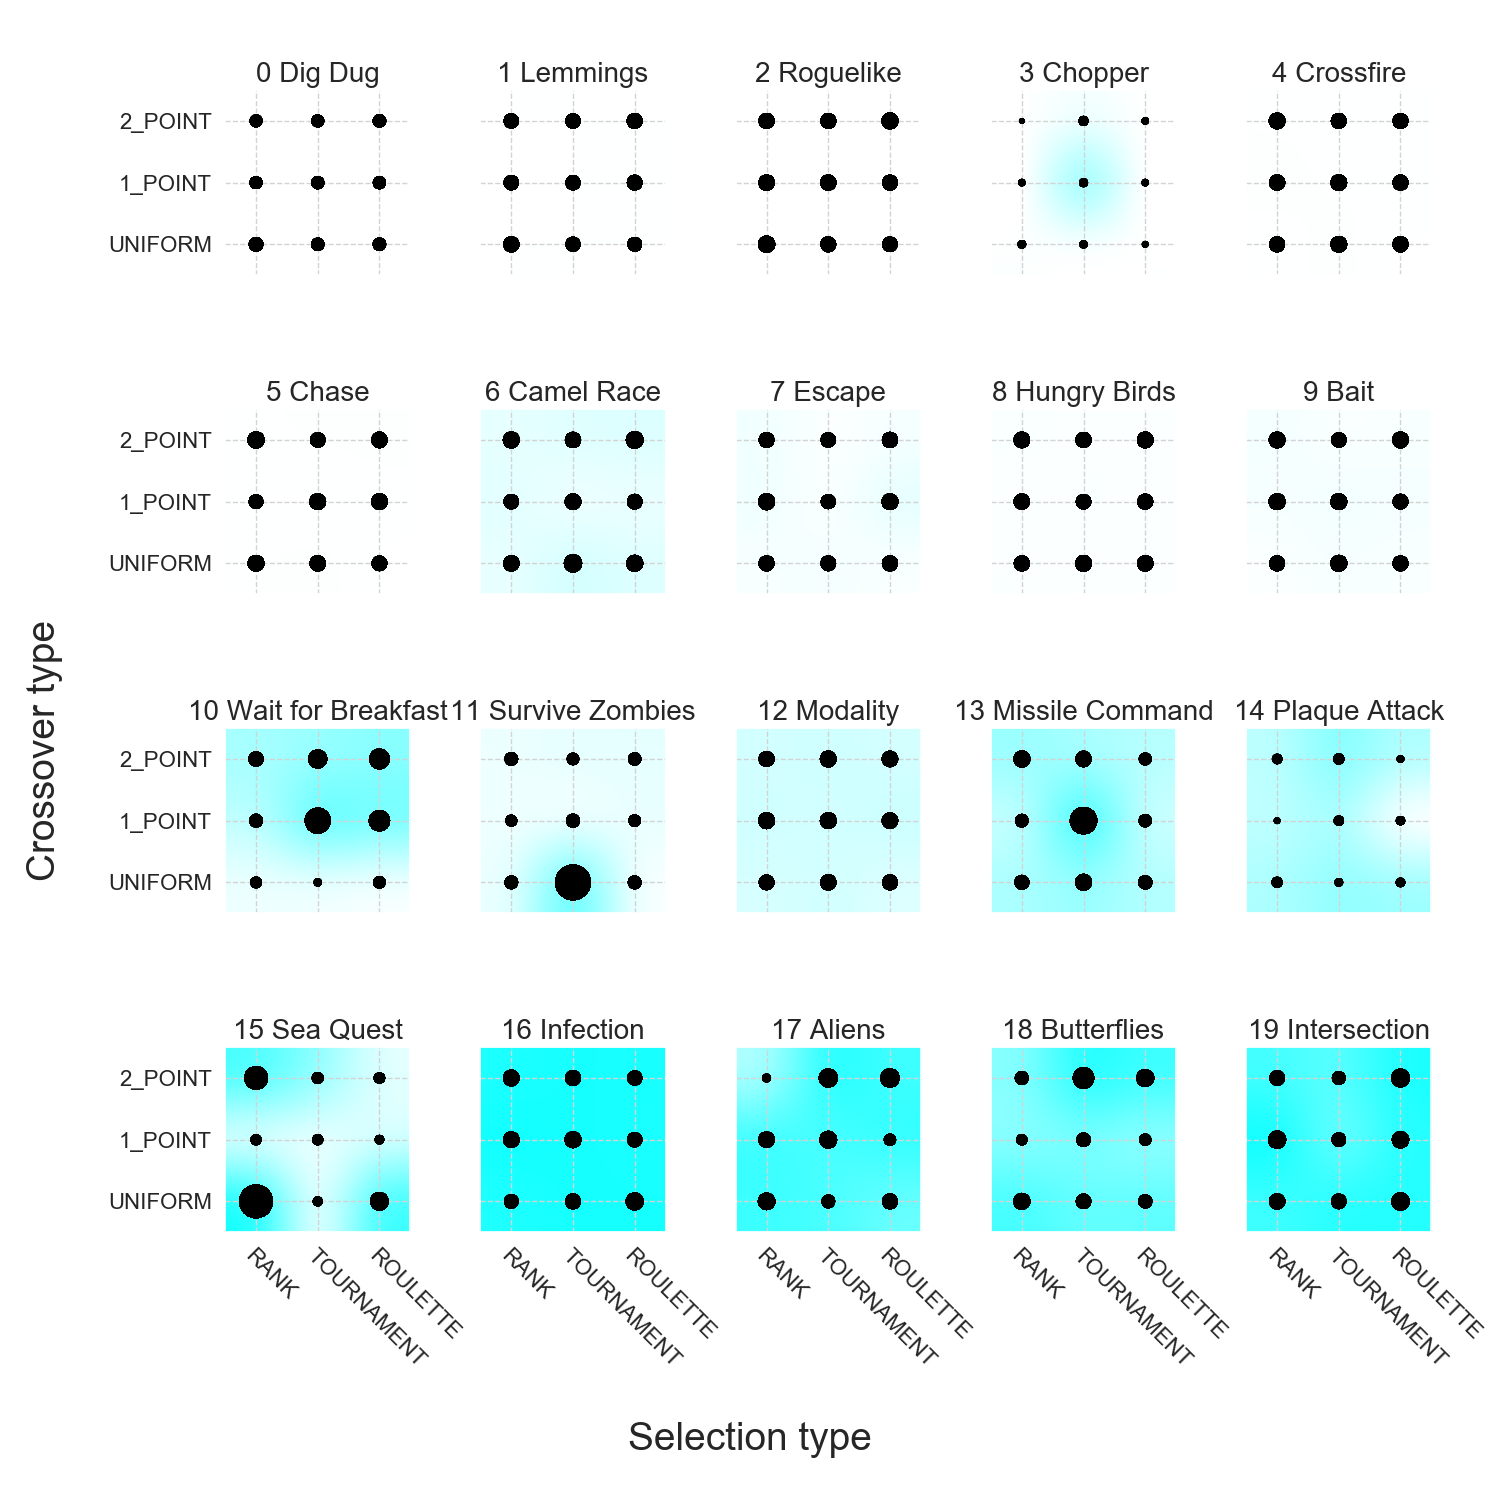 0 Dig Dug
1 Lemmings
2 Roguelike
3 Chopper
4 Crossfire
2_POINT
1_POINT
UNIFORM
5 Chase
6 Camel Race
7 Escape
8 Hungry Birds
9 Bait
2_POINT
1_POINT
UNIFORM
10 Wait for Breakfast
11 Survive Zombies
12 Modality
13 Missile Command
14 Plaque Attack
2_POINT
1_POINT
UNIFORM
15 Sea Quest
16 Infection
17 Aliens
18 Butterflies
19 Intersection
2_POINT
1_POINT
UNIFORM
RANK
TOURNAMENT
ROULETTE
RANK
TOURNAMENT
ROULETTE
RANK
TOURNAMENT
ROULETTE
RANK
TOURNAMENT
ROULETTE
RANK
TOURNAMENT
ROULETTE
Crossover type
Selection type